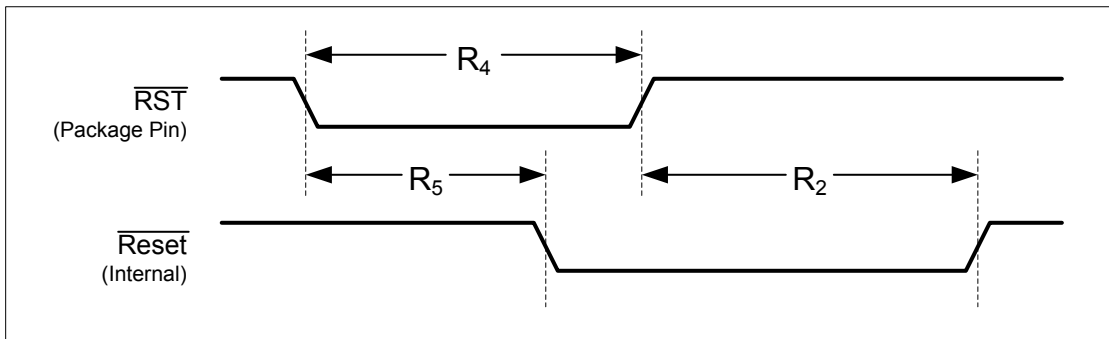 R₄
RST
(Package Pin)
R₅
R₂
Reset
(Internal)